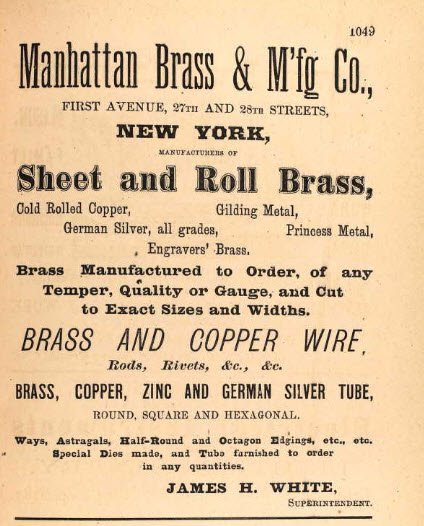 1049
Manhattan Brass & M'fg Co.,
FIRST AVENUE, 27TH AND 28TH STREETS,
NEW YORK,
MANUFACTURERS OF
Sheet and Roll Brass,
Cold Rolled Copper, Gilding Metal,
German Silver, all grades, Princess Metal,
Engravers' Brass.
Brass Manufactured to Order, of any
Temper, Quality or Gauge, and Cut
to Exact Sizes and Widths.
BRASS AND COPPER WIRE,
Rods, Rivets, &c., &c.
BRASS, COPPER, ZINC AND GERMAN SILVER TUBE,
ROUND, SQUARE AND HEXAGONAL.
Ways, Astragals, Half-Round and Octagon Edgings, etc., etc.
Special Dies made, and Tube furnished to order
in any quantities.
JAMES H. WHITE,
SUPERINTENDENT.